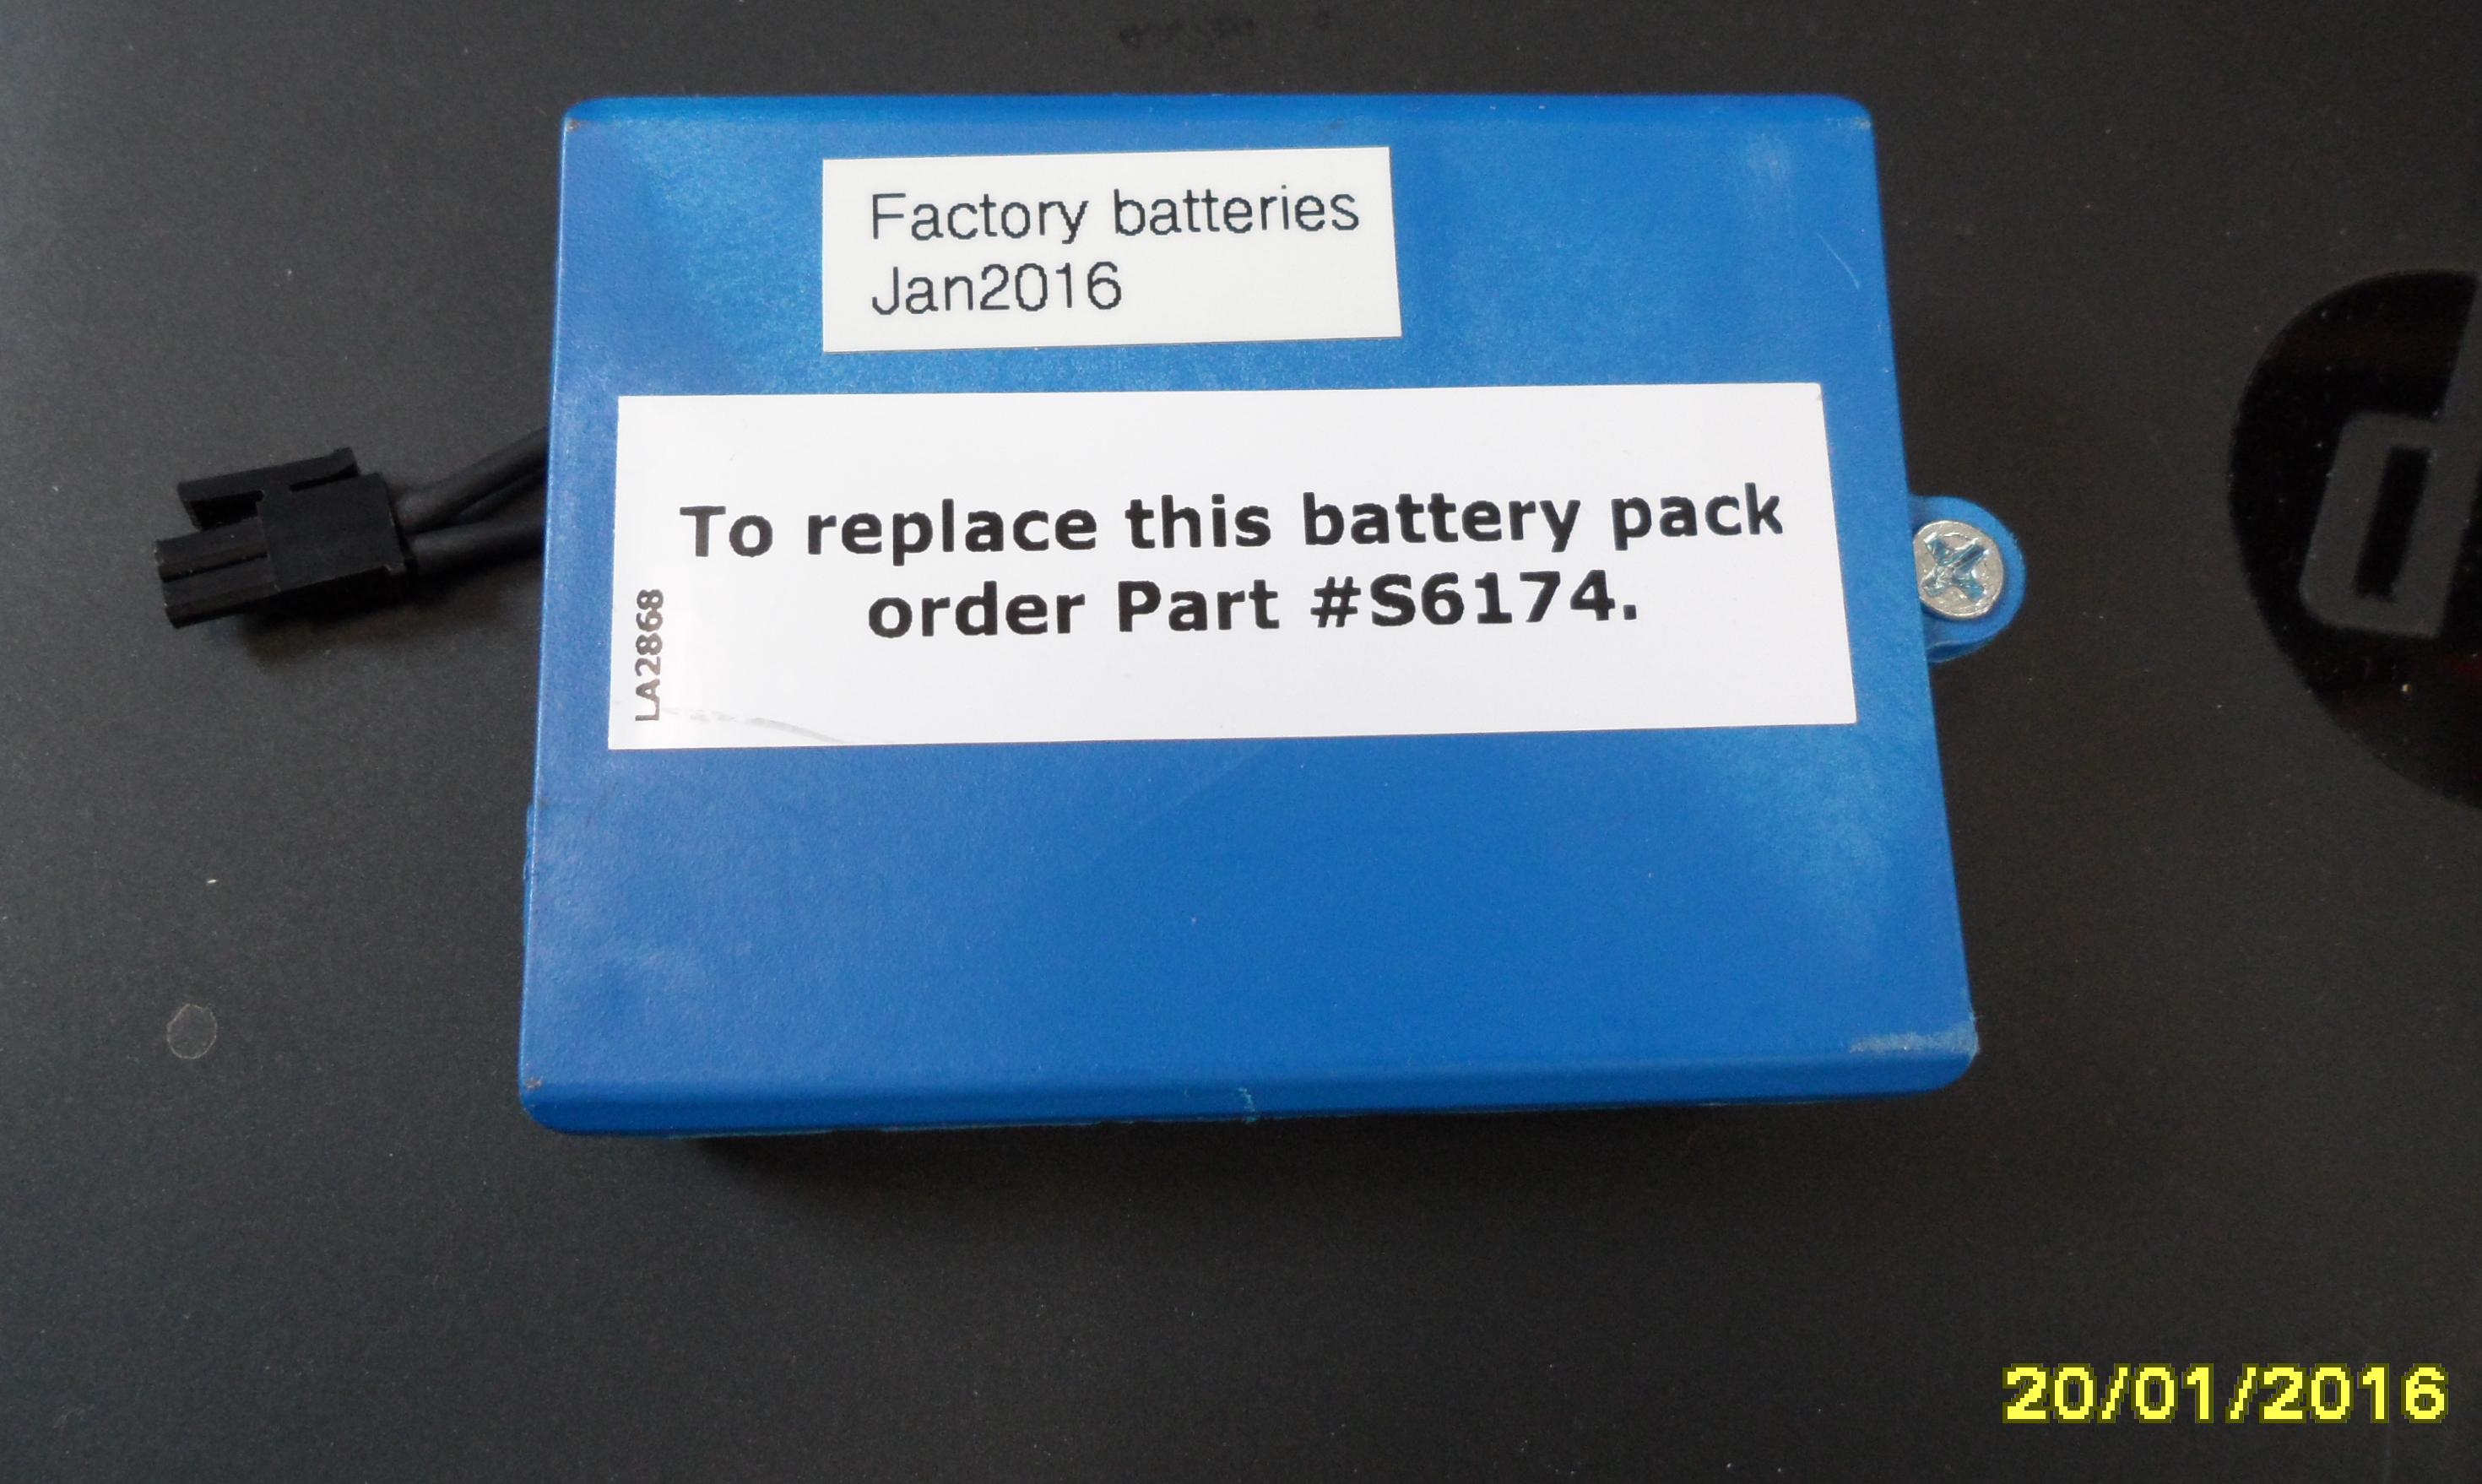 Factory batteries
Jan2016
To replace this battery pack
order Part #S6174.
LA2868
20/01/2016